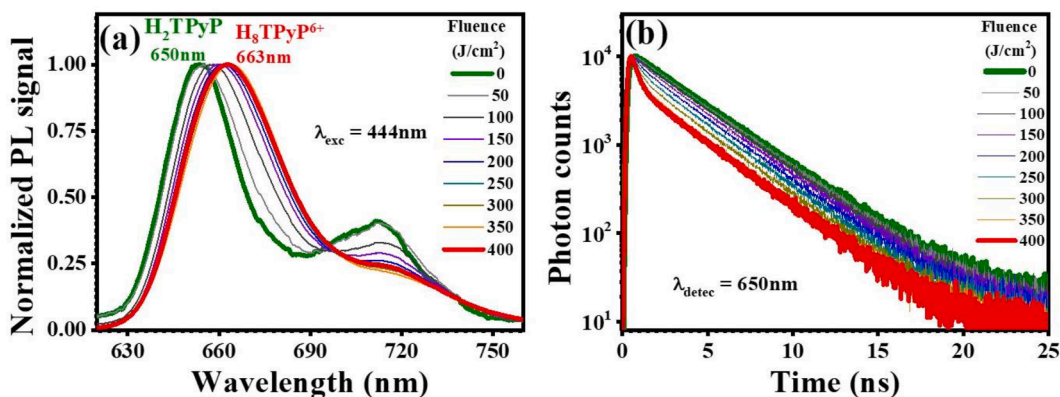 (a)
H₂TPyP
650nm
H₈TPyP⁶⁺
663nm
Fluence
(J/cm²)
0
50
100
150
200
250
300
350
400
λexc = 444nm
Normalized PL signal
1.00
0.75
0.50
0.25
0.00
630
660
690
720
750
Wavelength (nm)
(b)
Fluence
(J/cm²)
0
50
100
150
200
250
300
350
400
λdetec = 650nm
Photon counts
10⁴
10³
10²
10¹
0
5
10
15
20
25
Time (ns)